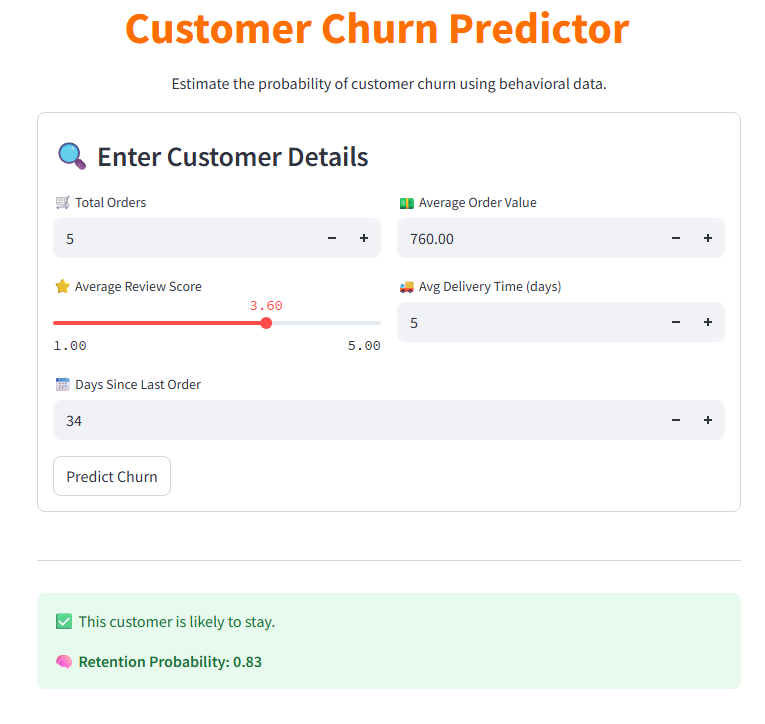 Customer Churn Predictor
Estimate the probability of customer churn using behavioral data.
🔍 Enter Customer Details
🛒 Total Orders
5 − +
💵 Average Order Value
760.00 − +
⭐ Average Review Score
3.60
1.00 5.00
🚚 Avg Delivery Time (days)
5 − +
🗓️ Days Since Last Order
34 − +
Predict Churn
✅ This customer is likely to stay.
🧠 Retention Probability: 0.83